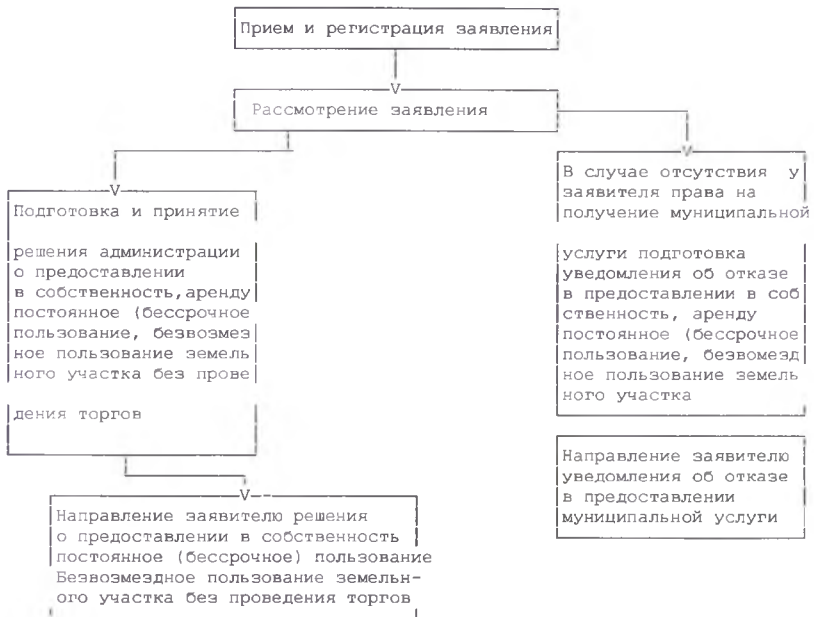 Прием и регистрация заявления
Рассмотрение заявления
Подготовка и принятие
решения администрации
о предоставлении
в собственность,аренду
постоянное (бессрочное
пользование, безвозмез
ное пользование земель
ного участка без прове
дения торгов
В случае отсутствия у
заявителя права на
получение муниципальной
услуги подготовка
уведомления об отказе
в предоставлении в соб
ственность, аренду
постоянное (бессрочное
пользование, безвомезд
ное пользование земель
ного участка
Направление заявителю
уведомления об отказе
в предоставлении
муниципальной услуги
Направление заявителю решения
о предоставлении в собственность
постоянное (бессрочное) пользование
Безвозмездное пользование земельн-
ого участка без проведения торгов